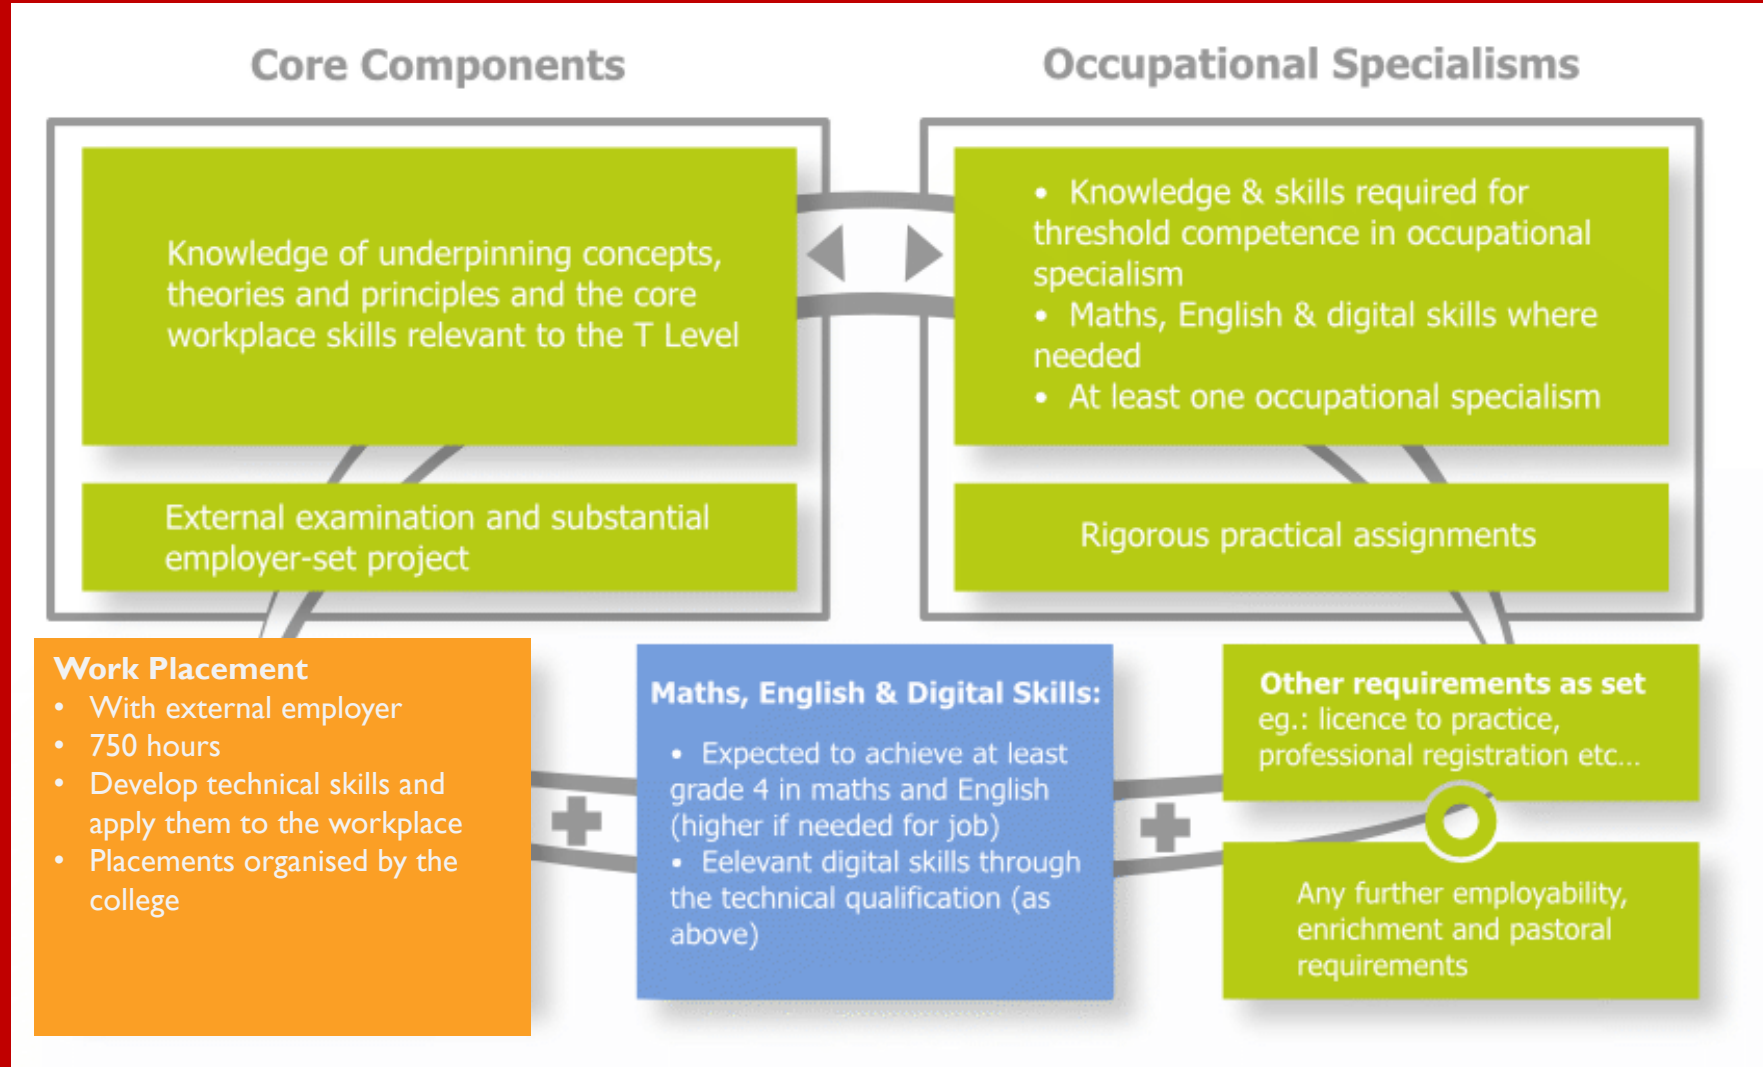 Core Components
Knowledge of underpinning concepts,
theories and principles and the core
workplace skills relevant to the T Level
External examination and substantial
employer-set project
Occupational Specialisms
• Knowledge & skills required for
threshold competence in occupational
specialism
• Maths, English & digital skills where
needed
• At least one occupational specialism
Rigorous practical assignments
Work Placement
• With external employer
• 750 hours
• Develop technical skills and
apply them to the workplace
• Placements organised by the
college
Maths, English & Digital Skills:
• Expected to achieve at least
grade 4 in maths and English
(higher if needed for job)
• Eelevant digital skills through
the technical qualification (as
above)
Other requirements as set
eg.: licence to practice,
professional registration etc...
Any further employability,
enrichment and pastoral
requirements